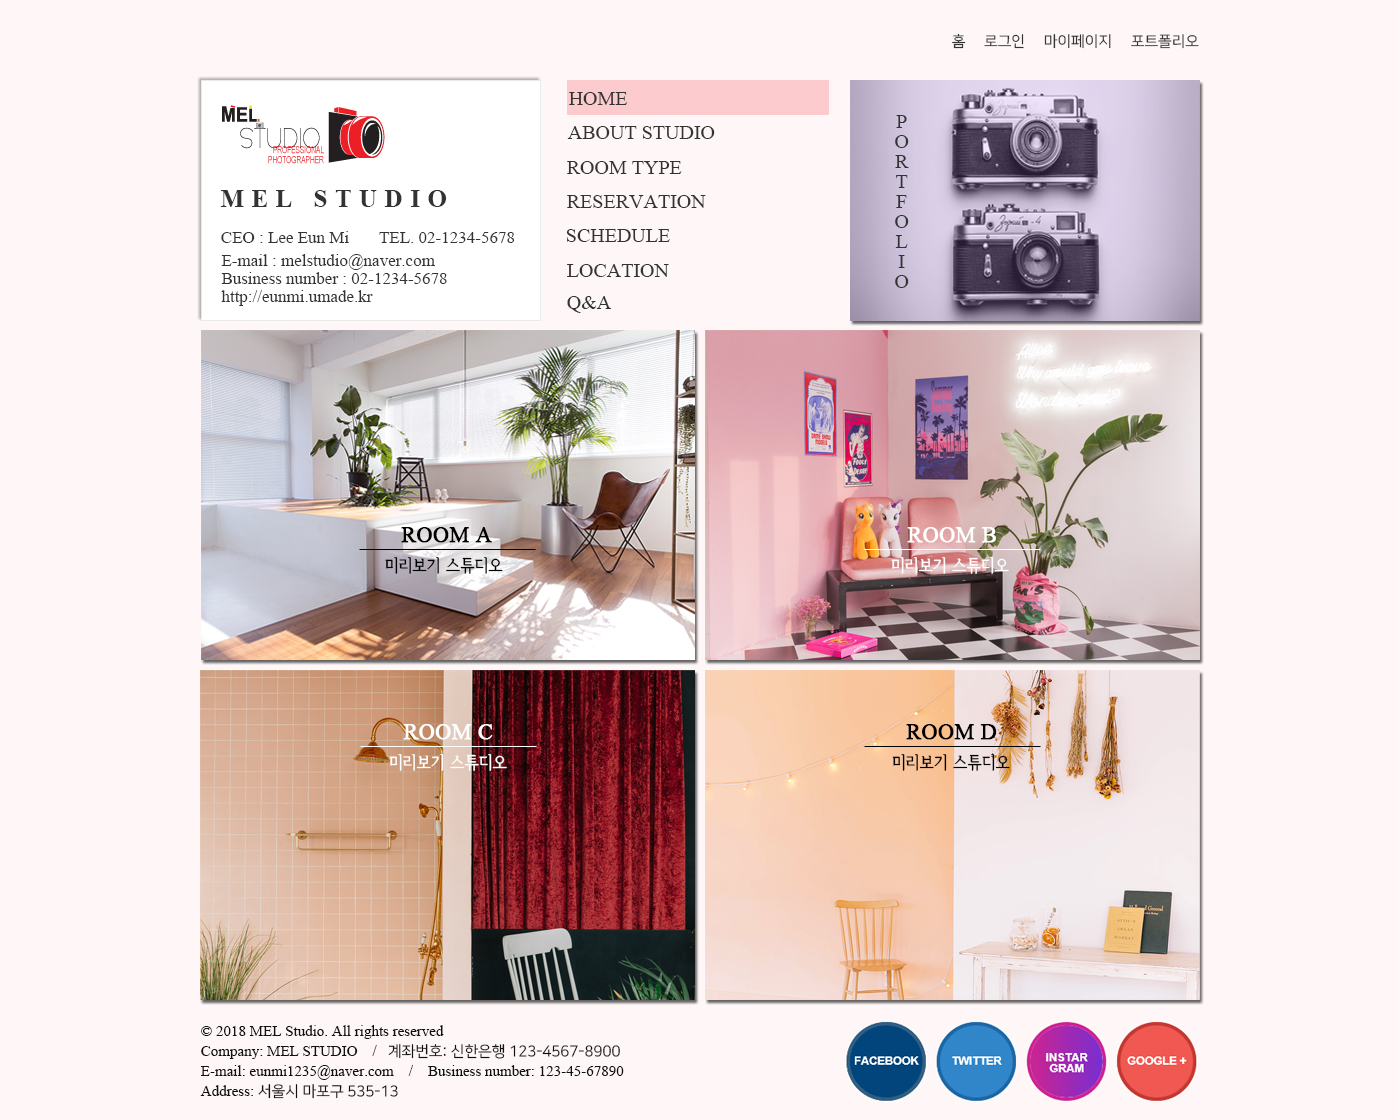 홈 로그인 마이페이지 포트폴리오
MEL
STUDIO
PROFESSIONAL
PHOTOGRAPHER
MEL STUDIO
CEO : Lee Eun Mi TEL. 02-1234-5678
E-mail : melstudio@naver.com
Business number : 02-1234-5678
http://eunmi.umade.kr
HOME
ABOUT STUDIO
ROOM TYPE
RESERVATION
SCHEDULE
LOCATION
Q&A
PORTFOLIO
ROOM A
미리보기 스튜디오
ROOM B
미리보기 스튜디오
ROOM C
미리보기 스튜디오
ROOM D
미리보기 스튜디오
© 2018 MEL Studio. All rights reserved
Company: MEL STUDIO / 계좌번호: 신한은행 123-4567-8900
E-mail: eunmi1235@naver.com / Business number: 123-45-67890
Address: 서울시 마포구 535-13
FACEBOOK
TWITTER
INSTAR
GRAM
GOOGLE +